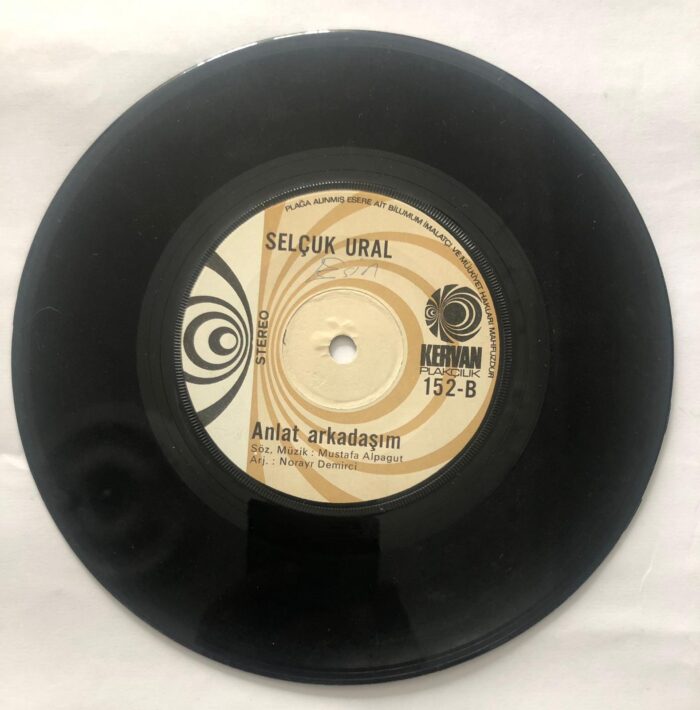 PLAĞA ALINMIŞ ESERE AİT BİLUMUM İMALATÇI VE MÜLKİYET HAKLARI MAHFUZDUR
SELÇUK URAL
STEREO
KERVAN
PLAKÇILIK
152-B
Anlat arkadaşım
Söz, Müzik : Mustafa Alpagut
Arj. : Norayr Demirci